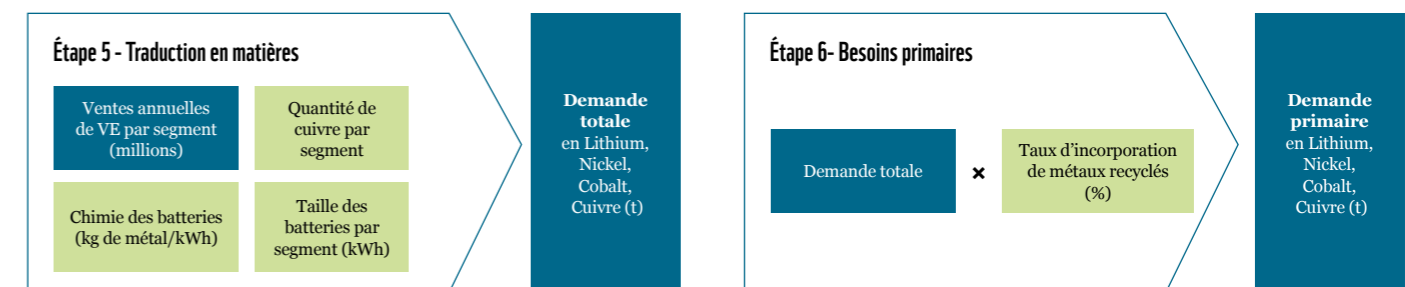 Étape 5 - Traduction en matières
Ventes annuelles
de VE par segment
(millions)
Quantité de
cuivre par
segment
Chimie des batteries
(kg de métal/kWh)
Taille des
batteries par
segment (kWh)
Demande
totale
en Lithium,
Nickel,
Cobalt,
Cuivre (t)
Étape 6- Besoins primaires
Demande totale
×
Taux d'incorporation
de métaux recyclés
(%)
Demande
primaire
en Lithium,
Nickel,
Cobalt,
Cuivre (t)